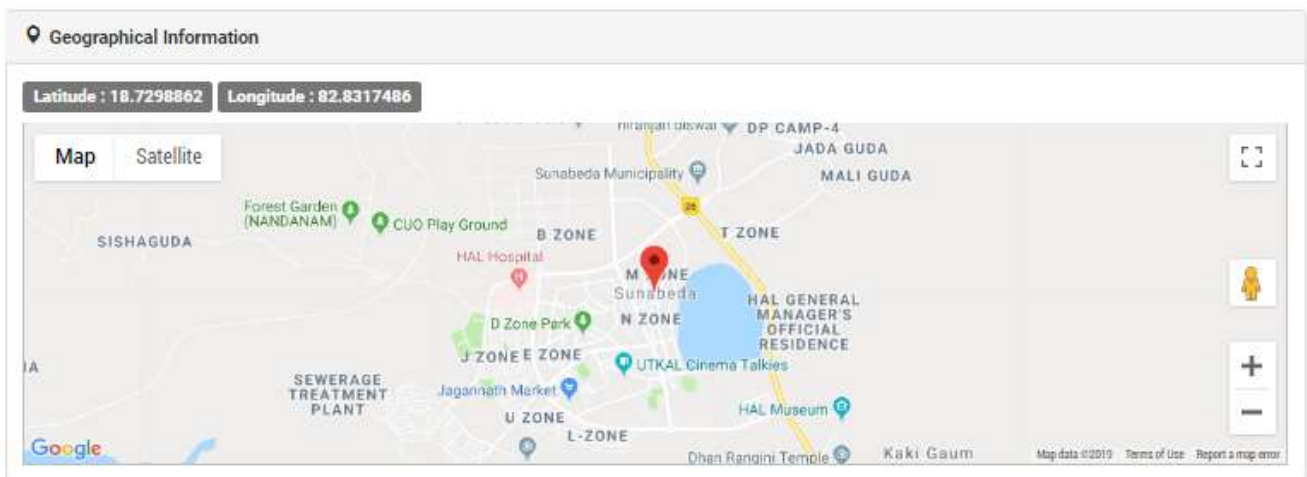 Geographical Information
Latitude : 18.7298862 Longitude : 82.8317486
Map Satellite
DP CAMP-4
JADA GUDA
Sunabeda Municipality
MALI GUDA
Forest Garden
(NANDANAM)
CUO Play Ground
26
SISHAGUDA
B ZONE
T ZONE
HAL Hospital
H
M ZONE
Sunabeda
HAL GENERAL
MANAGER'S
OFFICIAL
RESIDENCE
D Zone Park
N ZONE
J ZONE E ZONE
UTKAL Cinema Talkies
IA
SEWERAGE
TREATMENT
PLANT
Jagannath Market
HAL Museum
U ZONE
L-ZONE
Google
Dhan Rangini Temple
Kaki Gaum
Map data ©2019 Terms of Use Report a map error